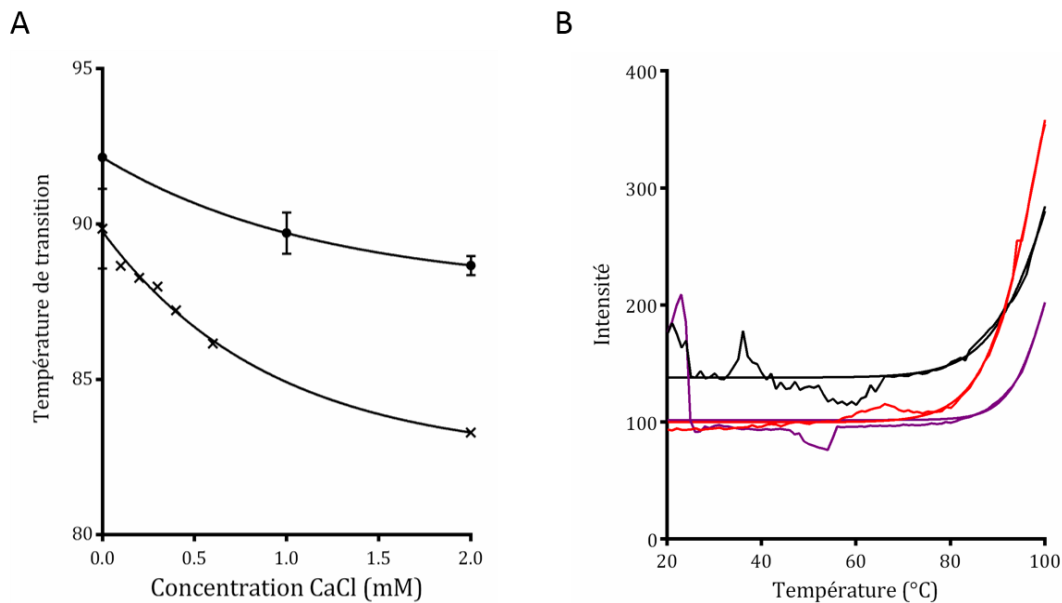 A
95
90
85
80
Température de transition
0.0 0.5 1.0 1.5 2.0
Concentration CaCl (mM)
B
400
300
200
100
0
Intensité
20 40 60 80 100
Température (°C)